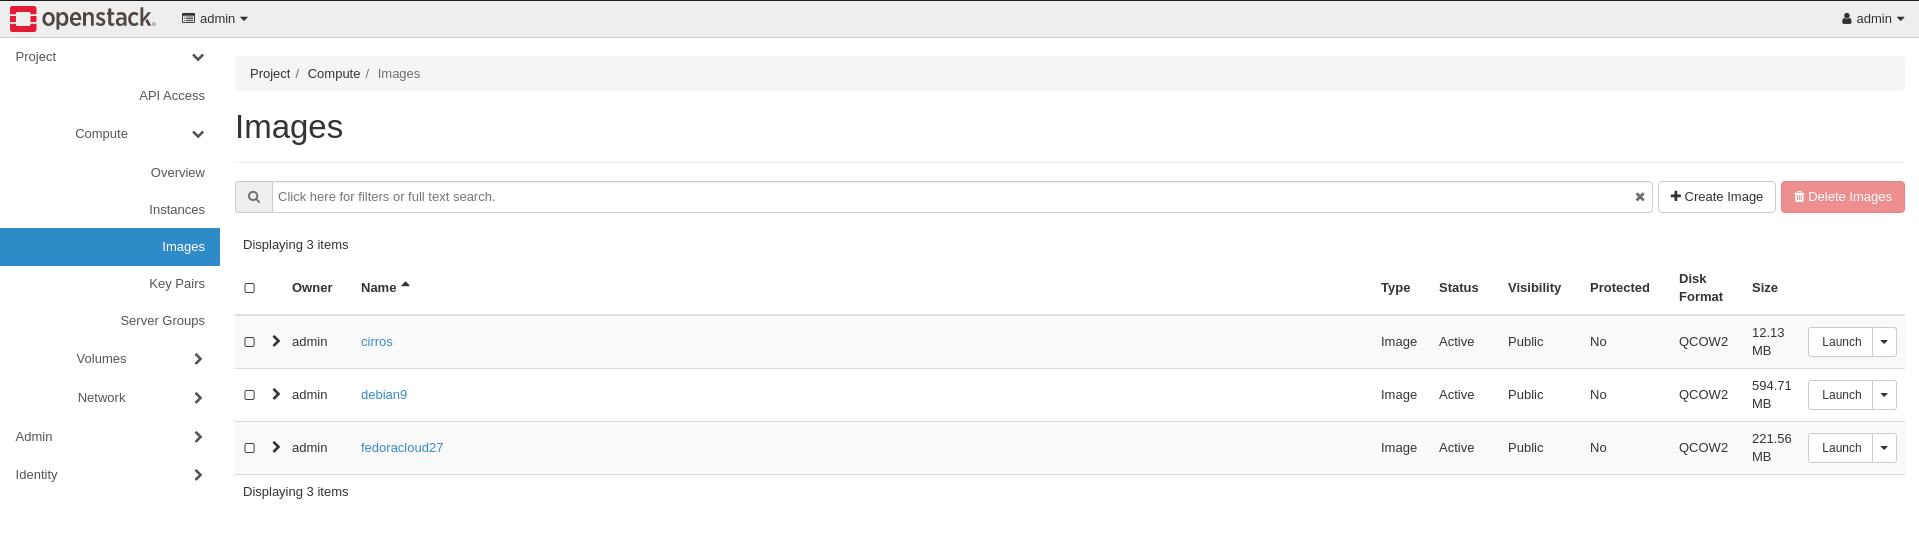 openstack. admin admin
Project
API Access
Compute
Overview
Instances
Images
Key Pairs
Server Groups
Volumes
Network
Admin
Identity
Project / Compute / Images
Images
Click here for filters or full text search. Create Image Delete Images
Displaying 3 items
Owner Name Type Status Visibility Protected Disk Format Size
admin cirros Image Active Public No QCOW2 12.13 MB Launch
admin debian9 Image Active Public No QCOW2 594.71 MB Launch
admin fedoracloud27 Image Active Public No QCOW2 221.56 MB Launch
Displaying 3 items